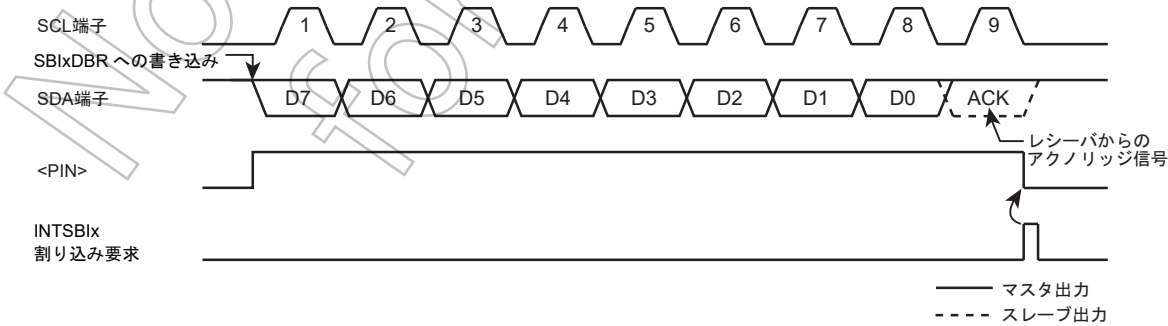 SCL端子
1 2 3 4 5 6 7 8 9
SBIxDBR への書き込み
SDA端子
D7 D6 D5 D4 D3 D2 D1 D0 ACK
レシーバからの
アクノリッジ信号
<PIN>
INTSBIx
割り込み要求
マスタ出力
スレーブ出力